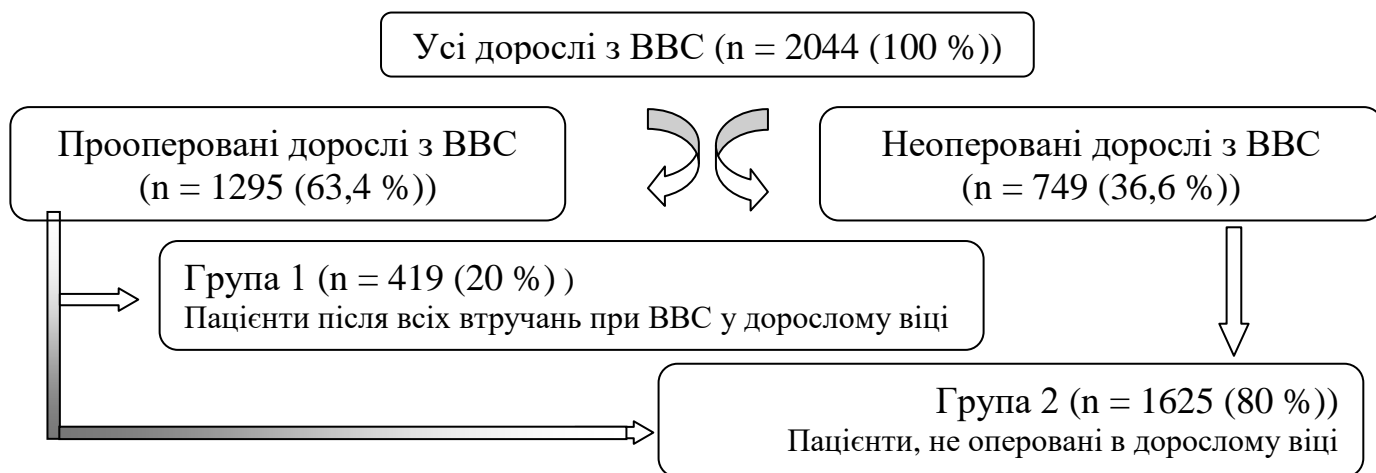 Усі дорослі з ВВС (n = 2044 (100 %))
Прооперовані дорослі з ВВС
(n = 1295 (63,4 %))
Неоперовані дорослі з ВВС
(n = 749 (36,6 %))
Група 1 (n = 419 (20 %) )
Пацієнти після всіх втручань при ВВС у дорослому віці
Група 2 (n = 1625 (80 %))
Пацієнти, не оперовані в дорослому віці